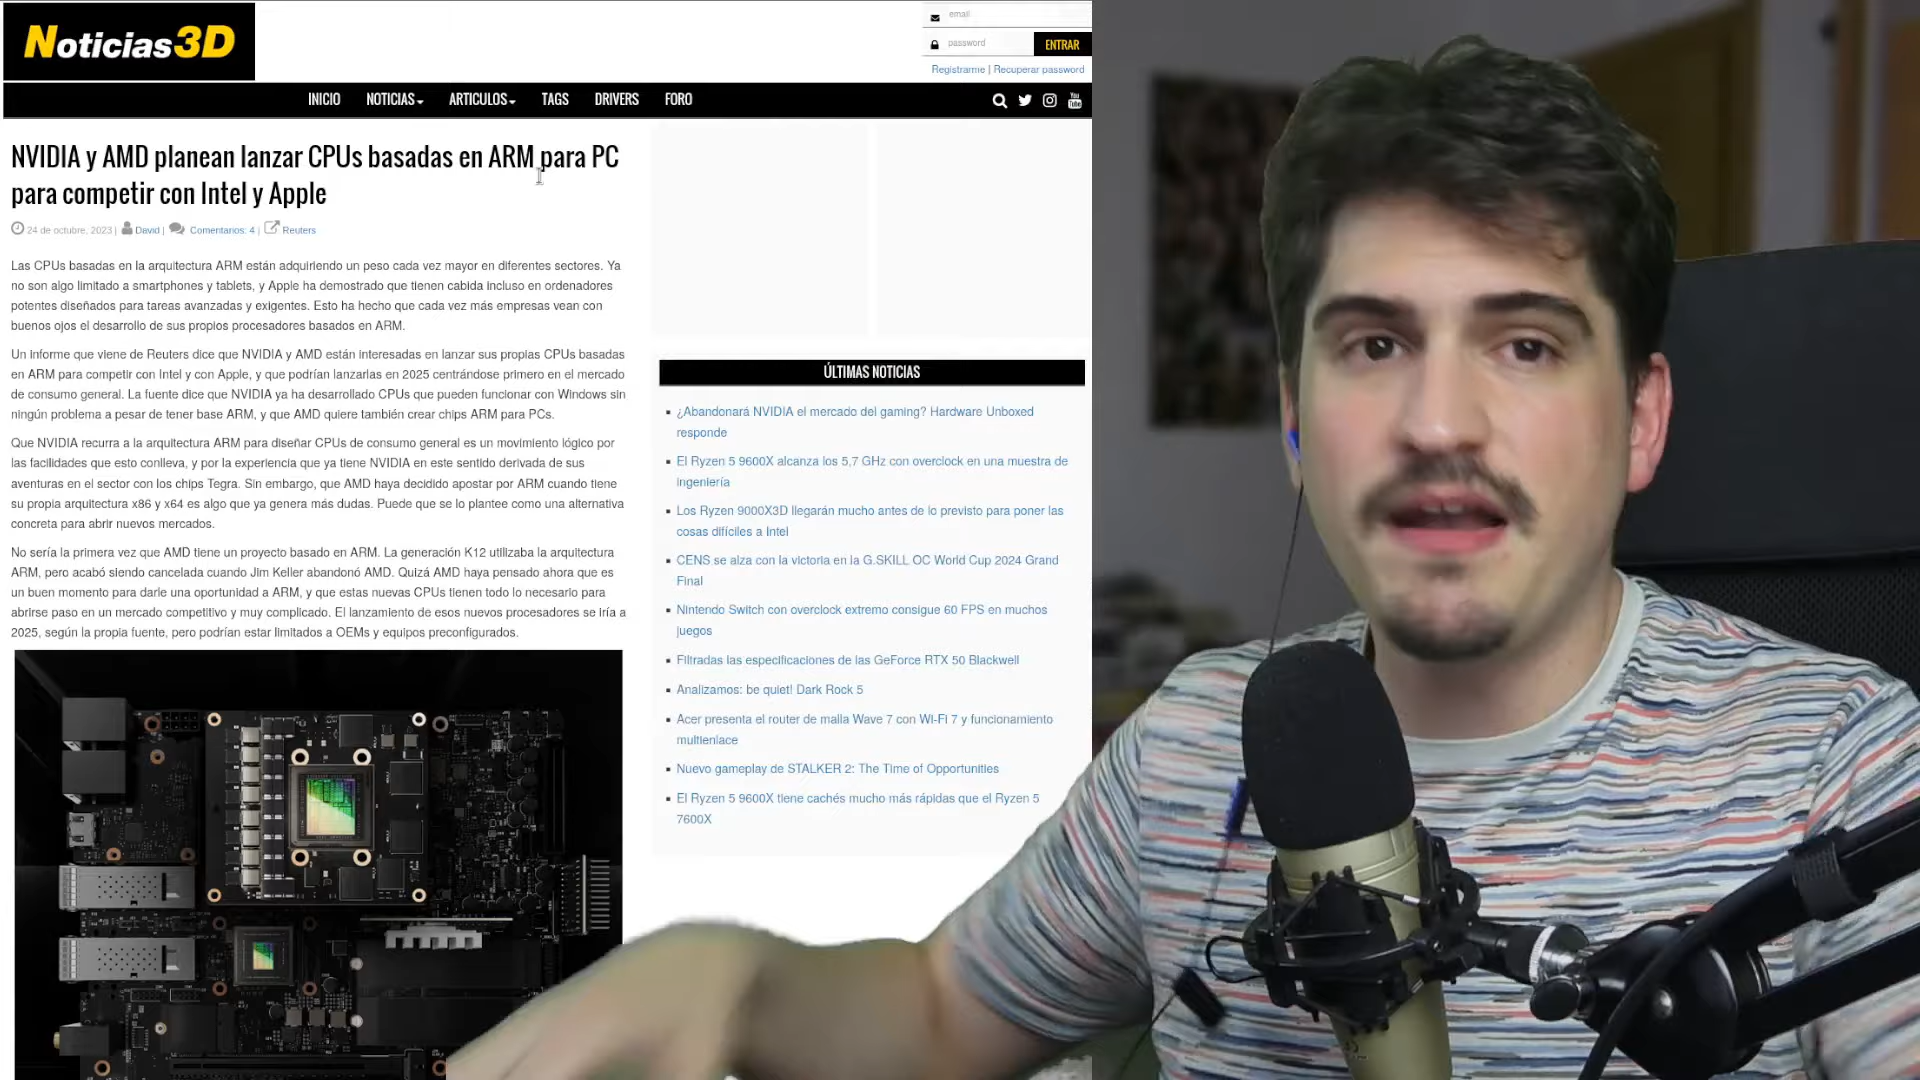 Noticias3D
email
password
ENTRAR
Registrarme | Recuperar password
INICIO NOTICIAS ARTICULOS TAGS DRIVERS FORO
You
Tube
NVIDIA y AMD planean lanzar CPUs basadas en ARM para PC
para competir con Intel y Apple
24 de octubre, 2023 | David | Comentarios: 4 | Reuters
Las CPUs basadas en la arquitectura ARM están adquiriendo un peso cada vez mayor en diferentes sectores. Ya
no son algo limitado a smartphones y tablets, y Apple ha demostrado que tienen cabida incluso en ordenadores
potentes diseñados para tareas avanzadas y exigentes. Esto ha hecho que cada vez más empresas vean con
buenos ojos el desarrollo de sus propios procesadores basados en ARM.
Un informe que viene de Reuters dice que NVIDIA y AMD están interesadas en lanzar sus propias CPUs basadas
en ARM para competir con Intel y con Apple, y que podrían lanzarlas en 2025 centrándose primero en el mercado
de consumo general. La fuente dice que NVIDIA ya ha desarrollado CPUs que pueden funcionar con Windows sin
ningún problema a pesar de tener base ARM, y que AMD quiere también crear chips ARM para PCs.
Que NVIDIA recurra a la arquitectura ARM para diseñar CPUs de consumo general es un movimiento lógico por
las facilidades que esto conlleva, y por la experiencia que ya tiene NVIDIA en este sentido derivada de sus
aventuras en el sector con los chips Tegra. Sin embargo, que AMD haya decidido apostar por ARM cuando tiene
su propia arquitectura x86 y x64 es algo que ya genera más dudas. Puede que se lo plantee como una alternativa
concreta para abrir nuevos mercados.
No sería la primera vez que AMD tiene un proyecto basado en ARM. La generación K12 utilizaba la arquitectura
ARM, pero acabó siendo cancelada cuando Jim Keller abandonó AMD. Quizá AMD haya pensado ahora que es
un buen momento para darle una oportunidad a ARM, y que estas nuevas CPUs tienen todo lo necesario para
abrirse paso en un mercado competitivo y muy complicado. El lanzamiento de esos nuevos procesadores se iría a
2025, según la propia fuente, pero podrían estar limitados a OEMs y equipos preconfigurados.
ÚLTIMAS NOTICIAS
¿Abandonará NVIDIA el mercado del gaming? Hardware Unboxed
responde
El Ryzen 5 9600X alcanza los 5,7 GHz con overclock en una muestra de
ingeniería
Los Ryzen 9000X3D llegarán mucho antes de lo previsto para poner las
cosas difíciles a Intel
CENS se alza con la victoria en la G.SKILL OC World Cup 2024 Grand
Final
Nintendo Switch con overclock extremo consigue 60 FPS en muchos
juegos
Filtradas las especificaciones de las GeForce RTX 50 Blackwell
Analizamos: be quiet! Dark Rock 5
Acer presenta el router de malla Wave 7 con Wi-Fi 7 y funcionamiento
multienlace
Nuevo gameplay de STALKER 2: The Time of Opportunities
El Ryzen 5 9600X tiene cachés mucho más rápidas que el Ryzen 5
7600X